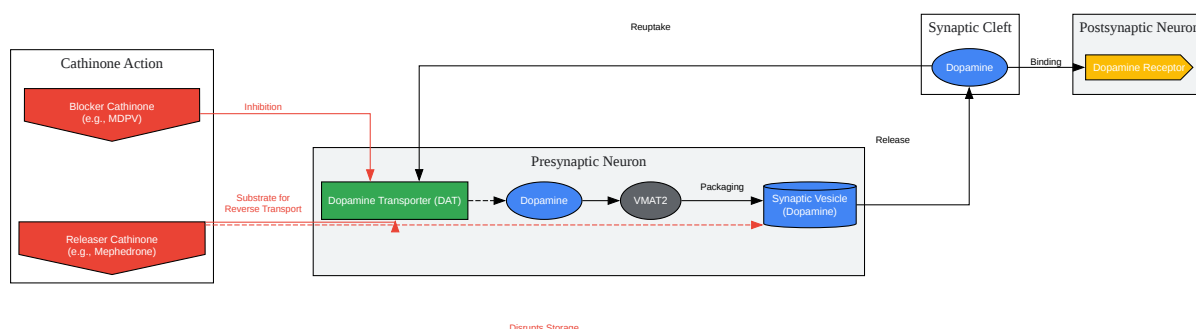 Reuptake
Synaptic Cleft
Postsynaptic Neuron
Cathinone Action
Dopamine
Binding
Dopamine Receptor
Blocker Cathinone
(e.g., MDPV)
Inhibition
Release
Presynaptic Neuron
Substrate for
Reverse Transport
Dopamine Transporter (DAT)
Dopamine
VMAT2
Packaging
Synaptic Vesicle
(Dopamine)
Releaser Cathinone
(e.g., Mephedrone)
Disrupts Storage